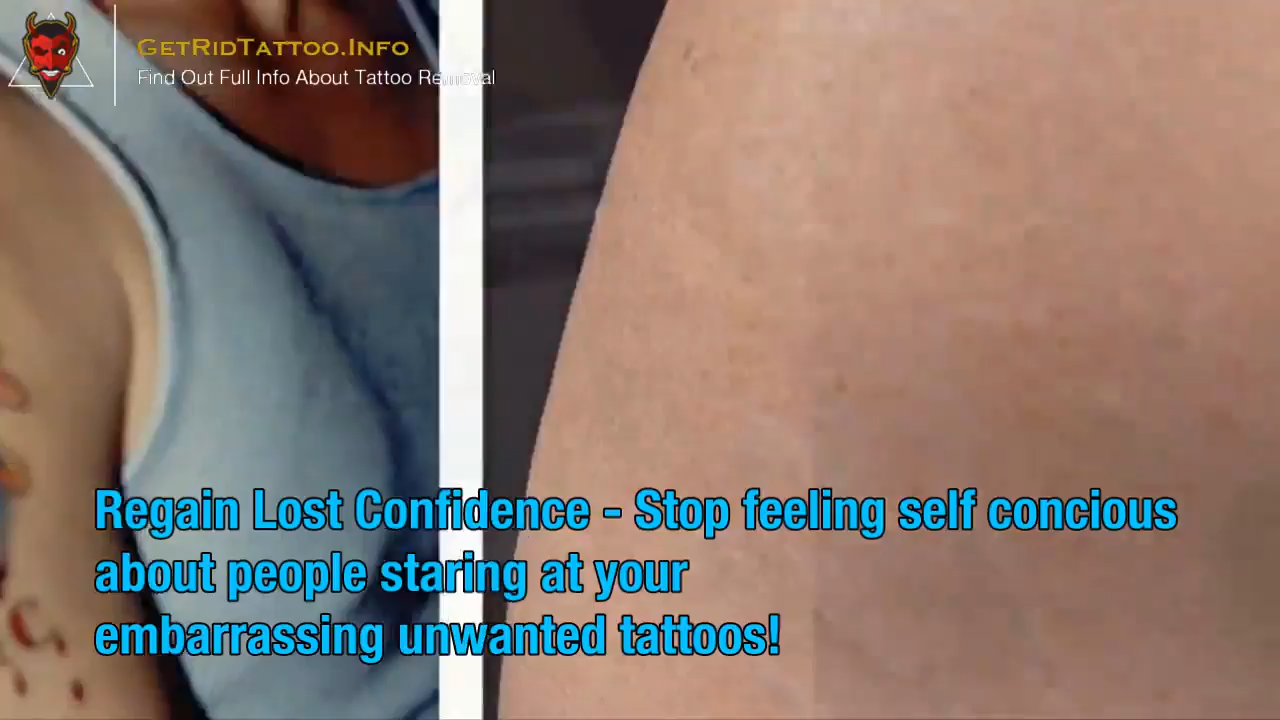 GetRidTattoo.Info
Find Out Full Info About Tattoo Removal
Regain Lost Confidence - Stop feeling self concious
about people staring at your
embarrassing unwanted tattoos!